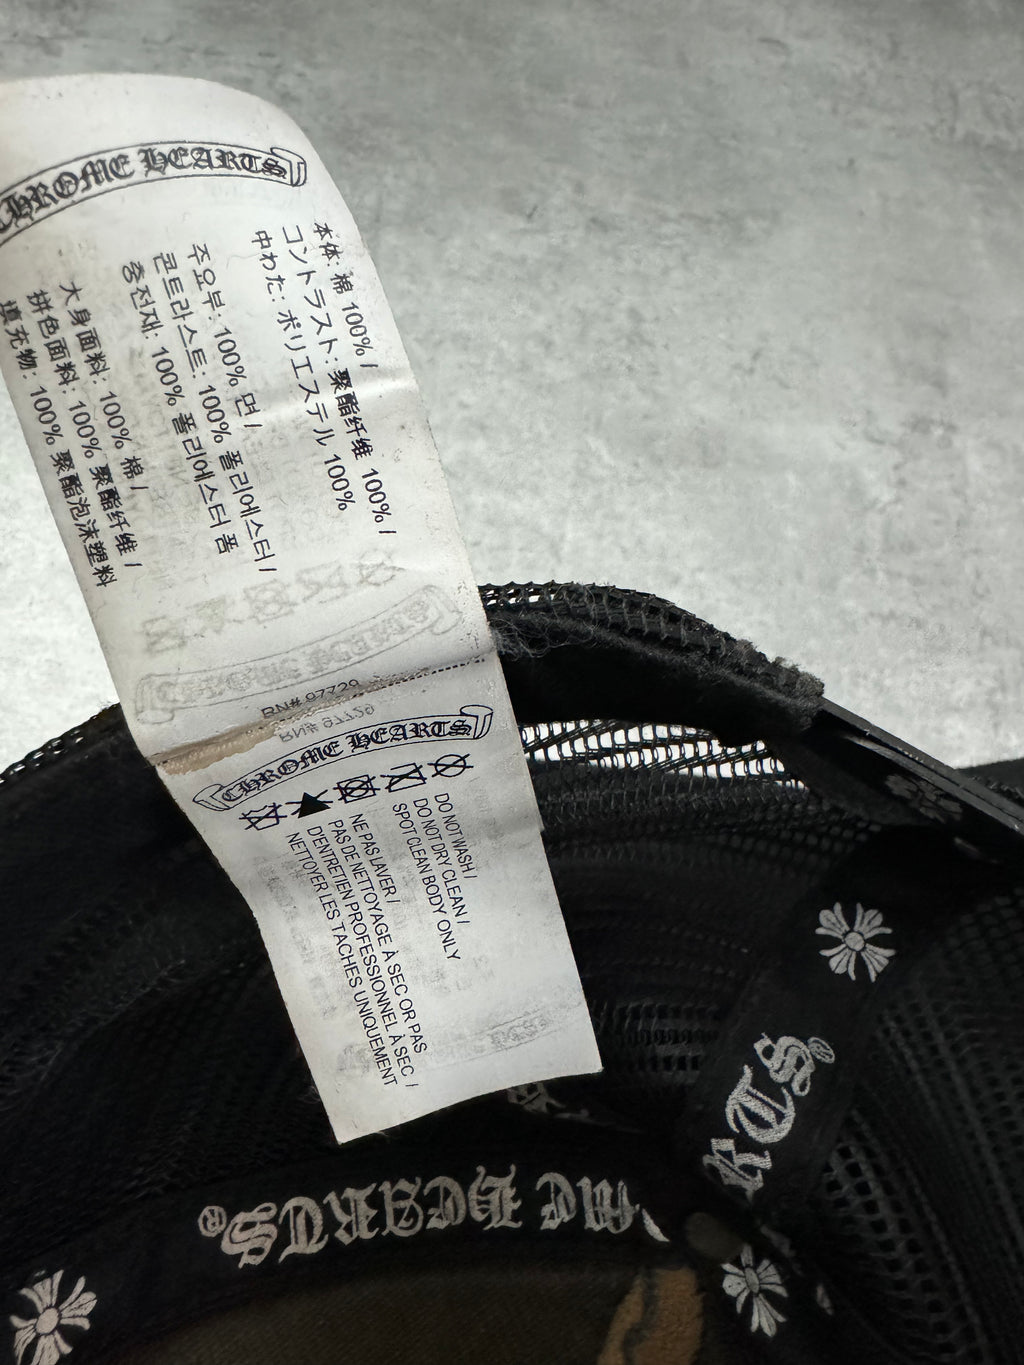 CHROME HEARTS
本体: 棉 100% /
コントラスト: 聚酯纤维 100% /
中わた: ポリエステル 100%
주요부: 100% 면 /
콘트라스트: 100% 폴리에스터 /
충전재: 100% 폴리에스터 폼
大身面料: 100% 棉 /
拼色面料: 100% 聚酯纤维 /
填充物: 100% 聚酯泡沫塑料
RN# 97729
CHROME HEARTS
DO NOT WASH /
DO NOT DRY CLEAN /
SPOT CLEAN BODY ONLY
NE PAS LAVER /
PAS DE NETTOYAGE À SEC OR PAS
D'ENTRETIEN PROFESSIONNEL À SEC /
NETTOYER LES TACHES UNIQUEMENT
RTS®
ome HEARTS®